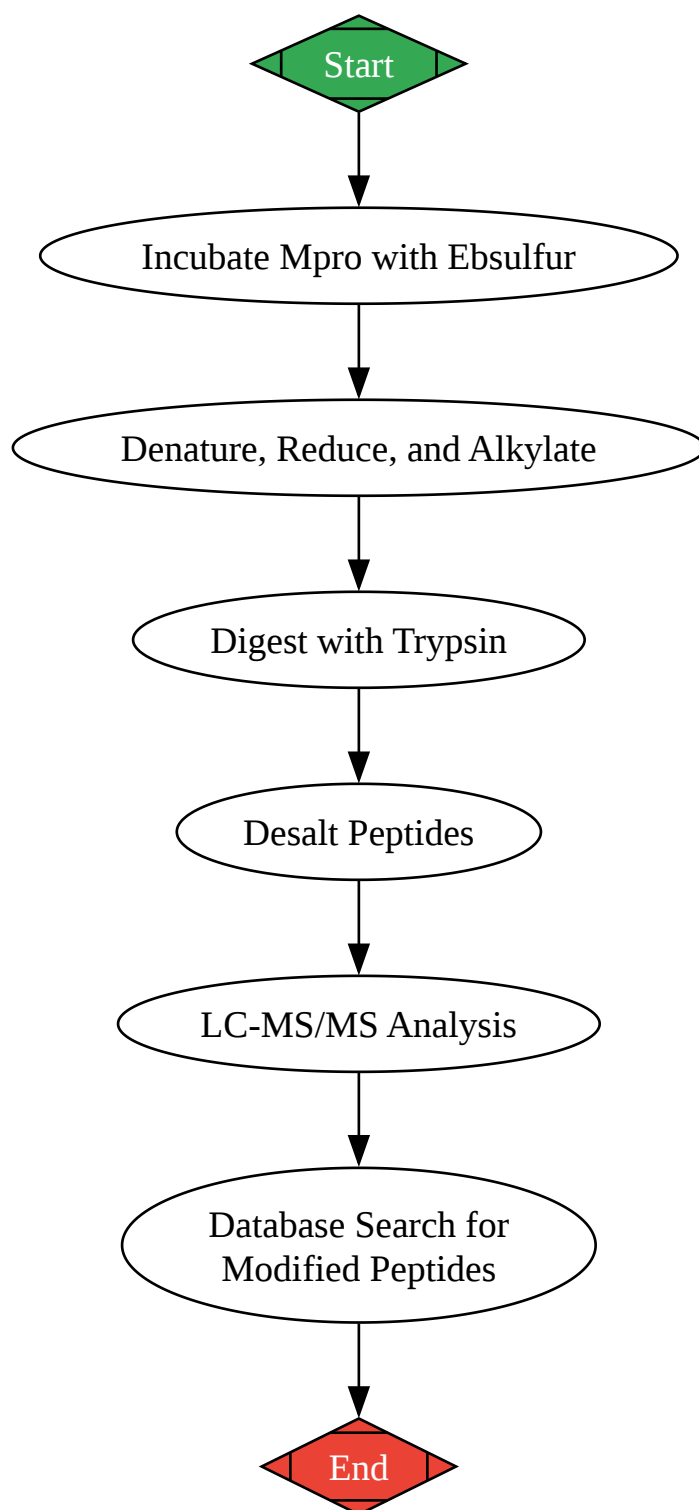 Start
Incubate Mpro with Ebsulfur
Denature, Reduce, and Alkylate
Digest with Trypsin
Desalt Peptides
LC-MS/MS Analysis
Database Search for
Modified Peptides
End